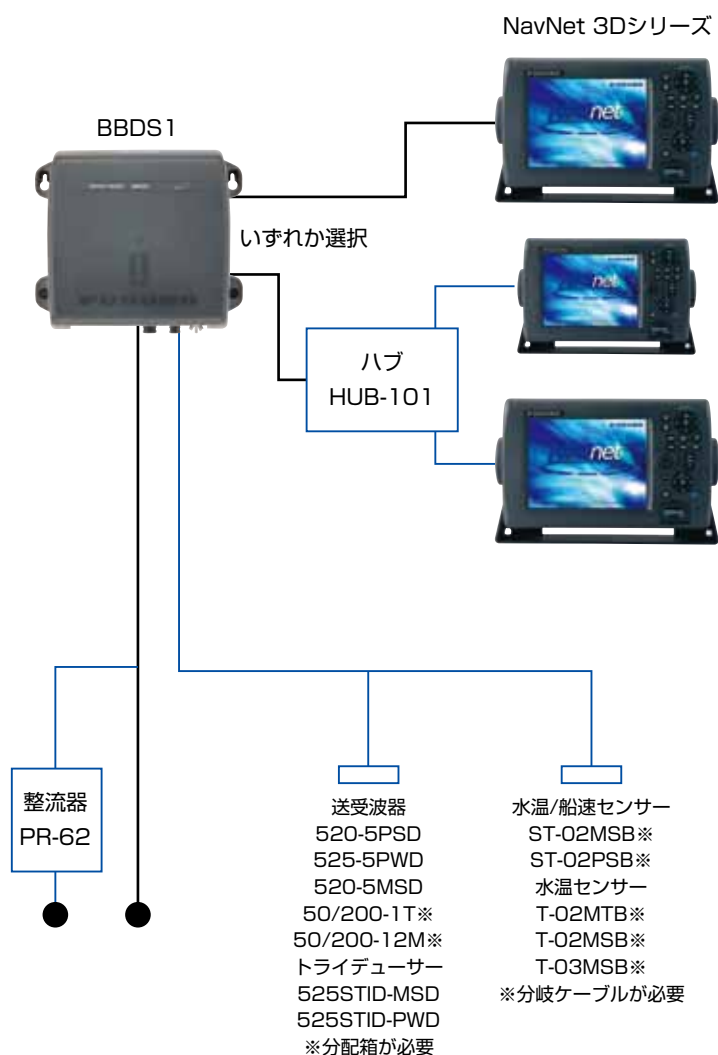 NavNet 3Dシリーズ
BBDS1
いずれか選択
ハブ
HUB-101
整流器
PR-62
送受波器
520-5PSD
525-5PWD
520-5MSD
50/200-1T※
50/200-12M※
トライデューサー
525STID-MSD
525STID-PWD
※分配箱が必要
水温/船速センサー
ST-02MSB※
ST-02PSB※
水温センサー
T-02MTB※
T-02MSB※
T-03MSB※
※分岐ケーブルが必要